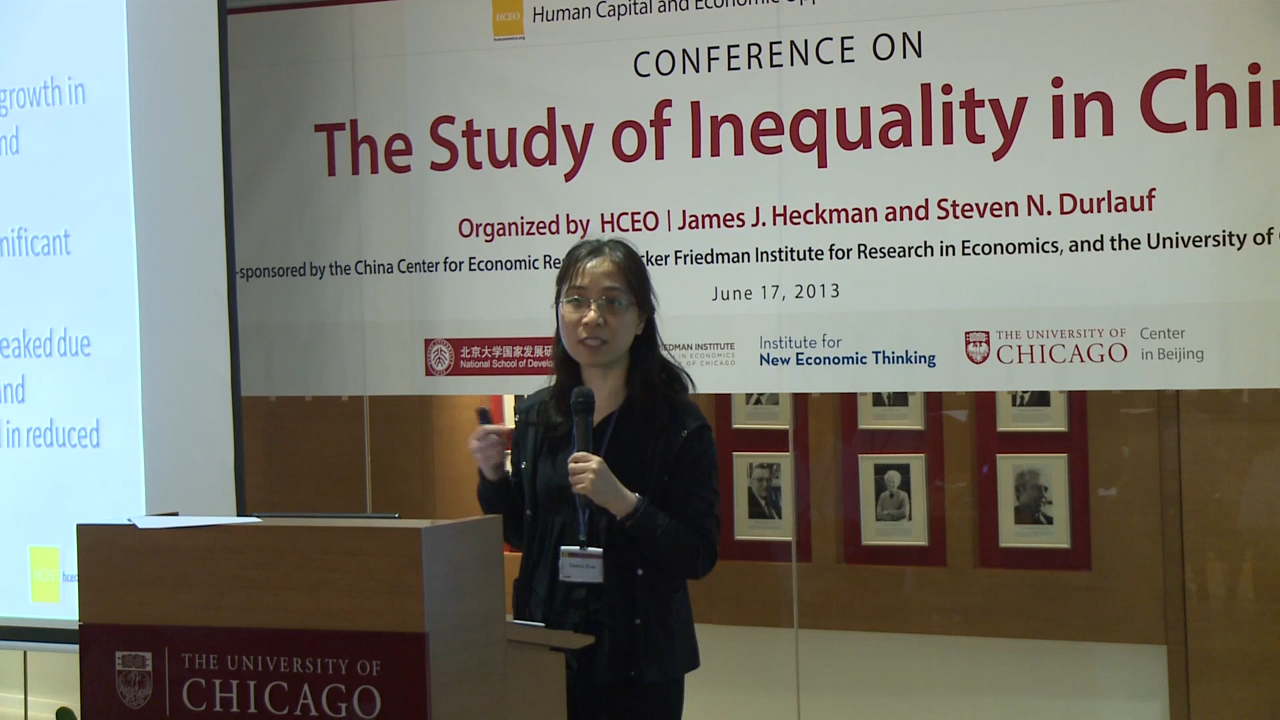 growth in
nd
nificant
eaked due
and
in reduced
HCEO
hceo
HCEO
Human Capital and Economic Opp
CONFERENCE ON
The Study of Inequality in Chi
Organized by HCEO | James J. Heckman and Steven N. Durlauf
-sponsored by the China Center for Economic Re cker Friedman Institute for Research in Economics, and the University of
June 17, 2013
北京大学国家发展研
National School of Develo
EDMAN INSTITUTE
IN ECONOMICS
OF CHICAGO
Institute for
New Economic Thinking
THE UNIVERSITY OF
CHICAGO
Center
in Beijing
THE UNIVERSITY OF
CHICAGO